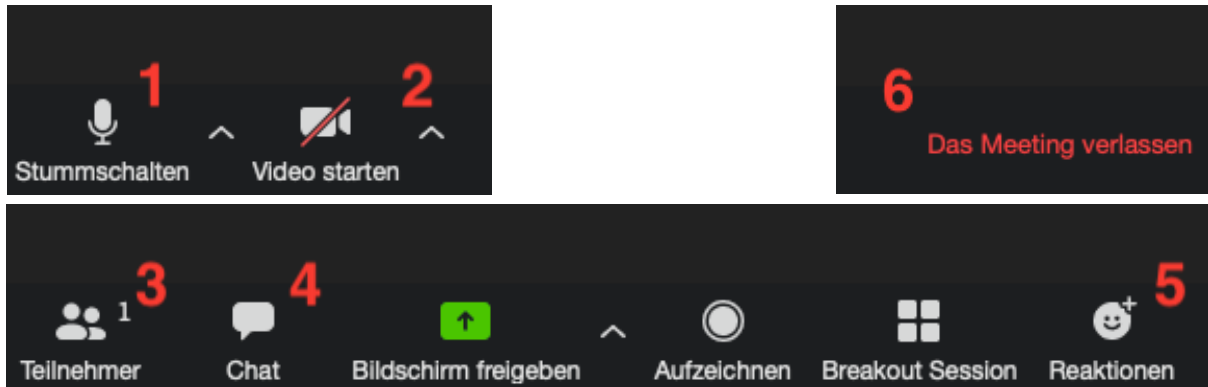 1 2
Stummschalten Video starten
6
Das Meeting verlassen
3 4 5
1
Teilnehmer Chat Bildschirm freigeben Aufzeichnen Breakout Session Reaktionen